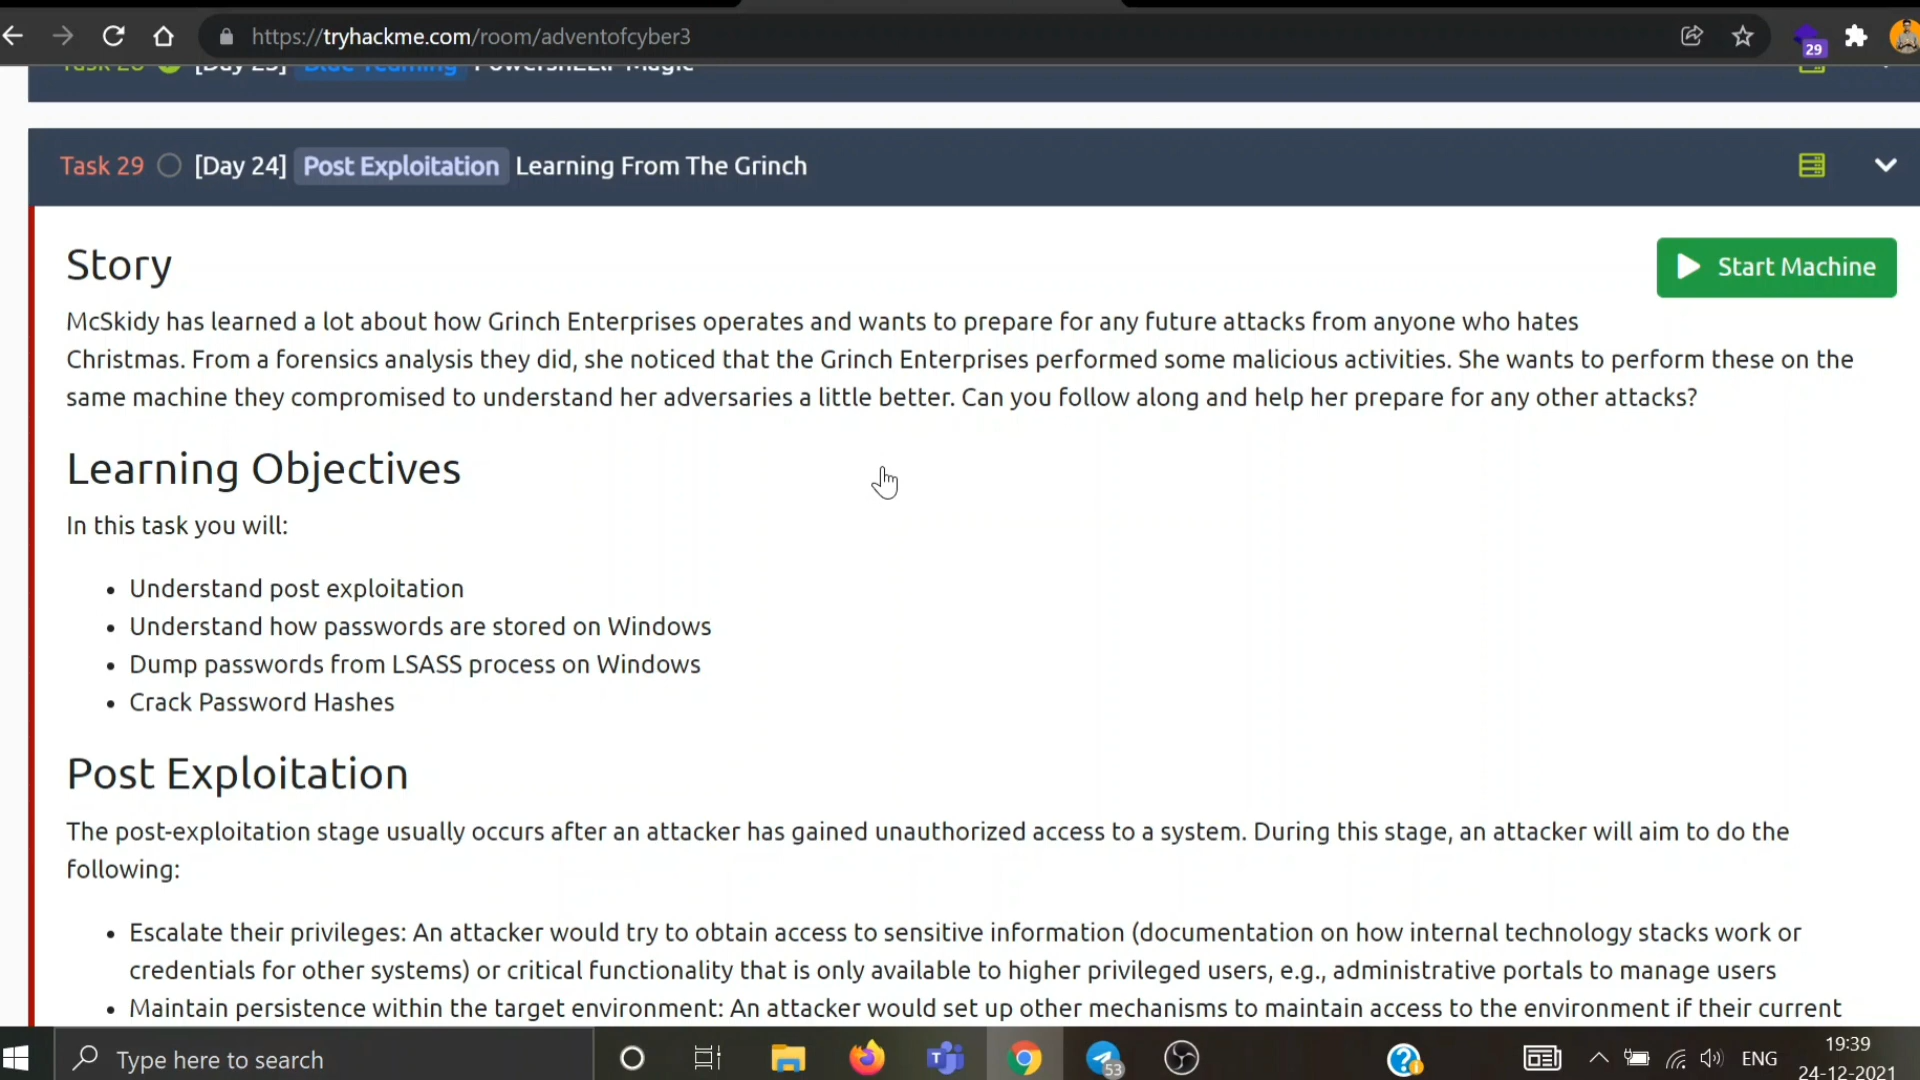 https://tryhackme.com/room/adventofcyber3
29
[Day 23] Blue Teaming PowershELlF Magic
Task 29 [Day 24] Post Exploitation Learning From The Grinch
Story
Start Machine
McSkidy has learned a lot about how Grinch Enterprises operates and wants to prepare for any future attacks from anyone who hates
Christmas. From a forensics analysis they did, she noticed that the Grinch Enterprises performed some malicious activities. She wants to perform these on the
same machine they compromised to understand her adversaries a little better. Can you follow along and help her prepare for any other attacks?
Learning Objectives
In this task you will:
Understand post exploitation
Understand how passwords are stored on Windows
Dump passwords from LSASS process on Windows
Crack Password Hashes
Post Exploitation
The post-exploitation stage usually occurs after an attacker has gained unauthorized access to a system. During this stage, an attacker will aim to do the
following:
Escalate their privileges: An attacker would try to obtain access to sensitive information (documentation on how internal technology stacks work or
credentials for other systems) or critical functionality that is only available to higher privileged users, e.g., administrative portals to manage users
Maintain persistence within the target environment: An attacker would set up other mechanisms to maintain access to the environment if their current
Type here to search
53
ENG
19:39
24-12-2021